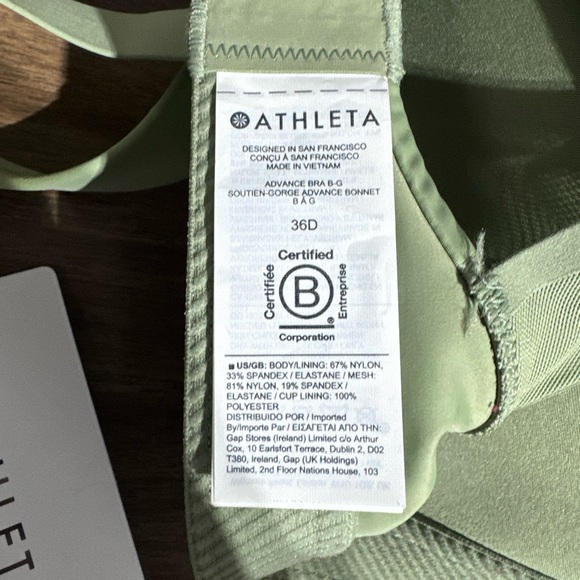 ATHLETA
DESIGNED IN SAN FRANCISCO
CONÇU À SAN FRANCISCO
MADE IN VIETNAM
ADVANCE BRA B-G
SOUTIEN-GORGE ADVANCE BONNET
B À G
36D
Certified
Certifiée
B
Entreprise
®
Corporation
■ US/GB: BODY/LINING: 67% NYLON,
33% SPANDEX / ELASTANE / MESH:
81% NYLON, 19% SPANDEX /
ELASTANE / CUP LINING: 100%
POLYESTER
DISTRIBUIDO POR / Imported
By/Importe Par / ΕΙΣΑΓΕΤΑΙ ΑΠΟ ΤΗΝ:
Gap Stores (Ireland) Limited c/o Arthur
Cox, 10 Earlsfort Terrace, Dublin 2, D02
T380, Ireland, Gap (UK Holdings)
Limited, 2nd Floor Nations House, 103
HLET